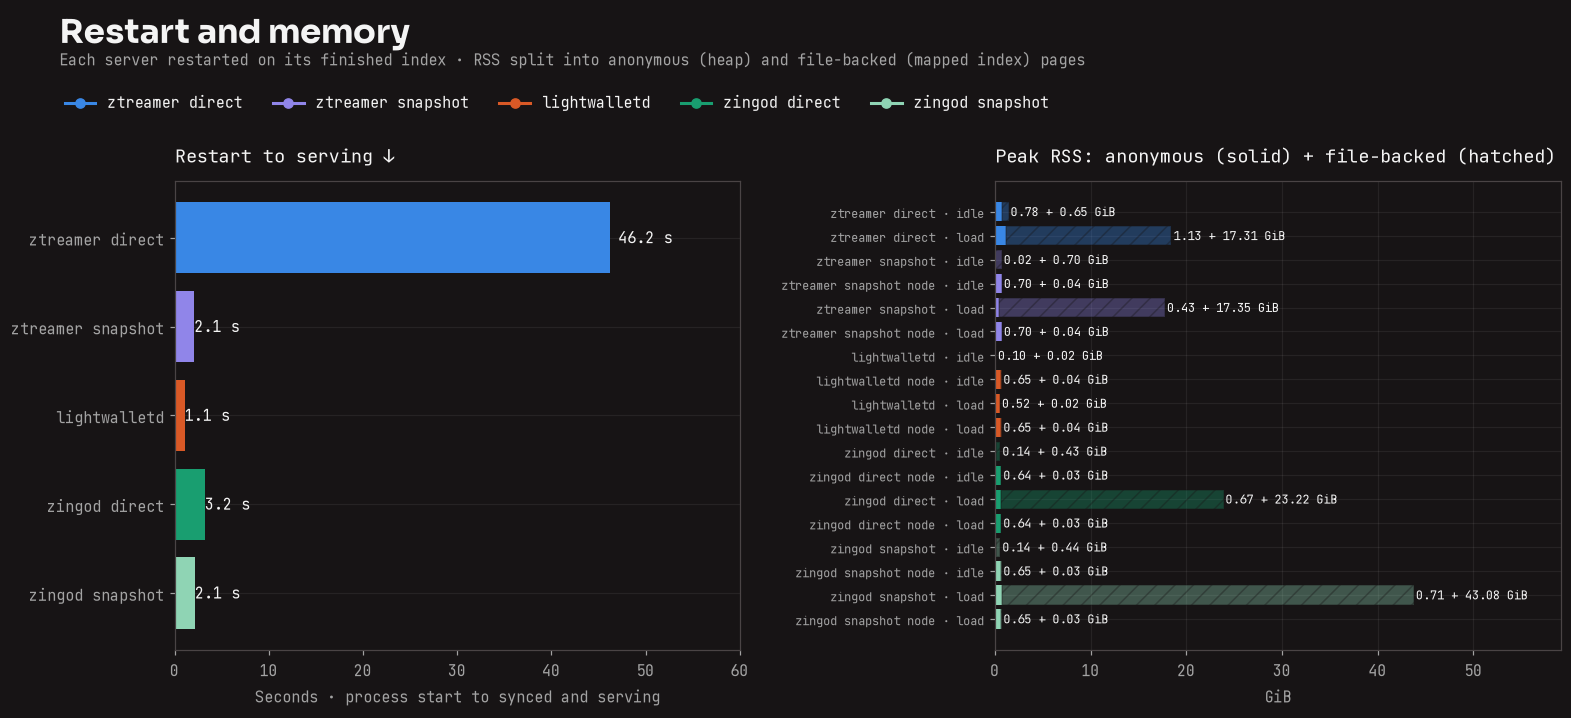 Restart and memory
Each server restarted on its finished index · RSS split into anonymous (heap) and file-backed (mapped index) pages
ztreamer direct
ztreamer snapshot
lightwalletd
zingod direct
zingod snapshot
Restart to serving ↓
ztreamer direct
46.2 s
ztreamer snapshot
2.1 s
lightwalletd
1.1 s
zingod direct
3.2 s
zingod snapshot
2.1 s
0 10 20 30 40 50 60
Seconds · process start to synced and serving
Peak RSS: anonymous (solid) + file-backed (hatched)
ztreamer direct · idle 0.78 + 0.65 GiB
ztreamer direct · load 1.13 + 17.31 GiB
ztreamer snapshot · idle 0.02 + 0.70 GiB
ztreamer snapshot node · idle 0.70 + 0.04 GiB
ztreamer snapshot · load 0.43 + 17.35 GiB
ztreamer snapshot node · load 0.70 + 0.04 GiB
lightwalletd · idle 0.10 + 0.02 GiB
lightwalletd node · idle 0.65 + 0.04 GiB
lightwalletd · load 0.52 + 0.02 GiB
lightwalletd node · load 0.65 + 0.04 GiB
zingod direct · idle 0.14 + 0.43 GiB
zingod direct node · idle 0.64 + 0.03 GiB
zingod direct · load 0.67 + 23.22 GiB
zingod direct node · load 0.64 + 0.03 GiB
zingod snapshot · idle 0.14 + 0.44 GiB
zingod snapshot node · idle 0.65 + 0.03 GiB
zingod snapshot · load 0.71 + 43.08 GiB
zingod snapshot node · load 0.65 + 0.03 GiB
0 10 20 30 40 50
GiB